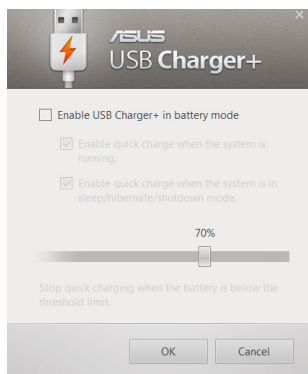 ASUS
USB Charger+
Enable USB Charger+ in battery mode
Enable quick charge when the system is
running.
Enable quick charge when the system is in
sleep/hibernate/shutdown mode.
70%
Stop quick charging when the battery is below the
threshold limit.
OK
Cancel